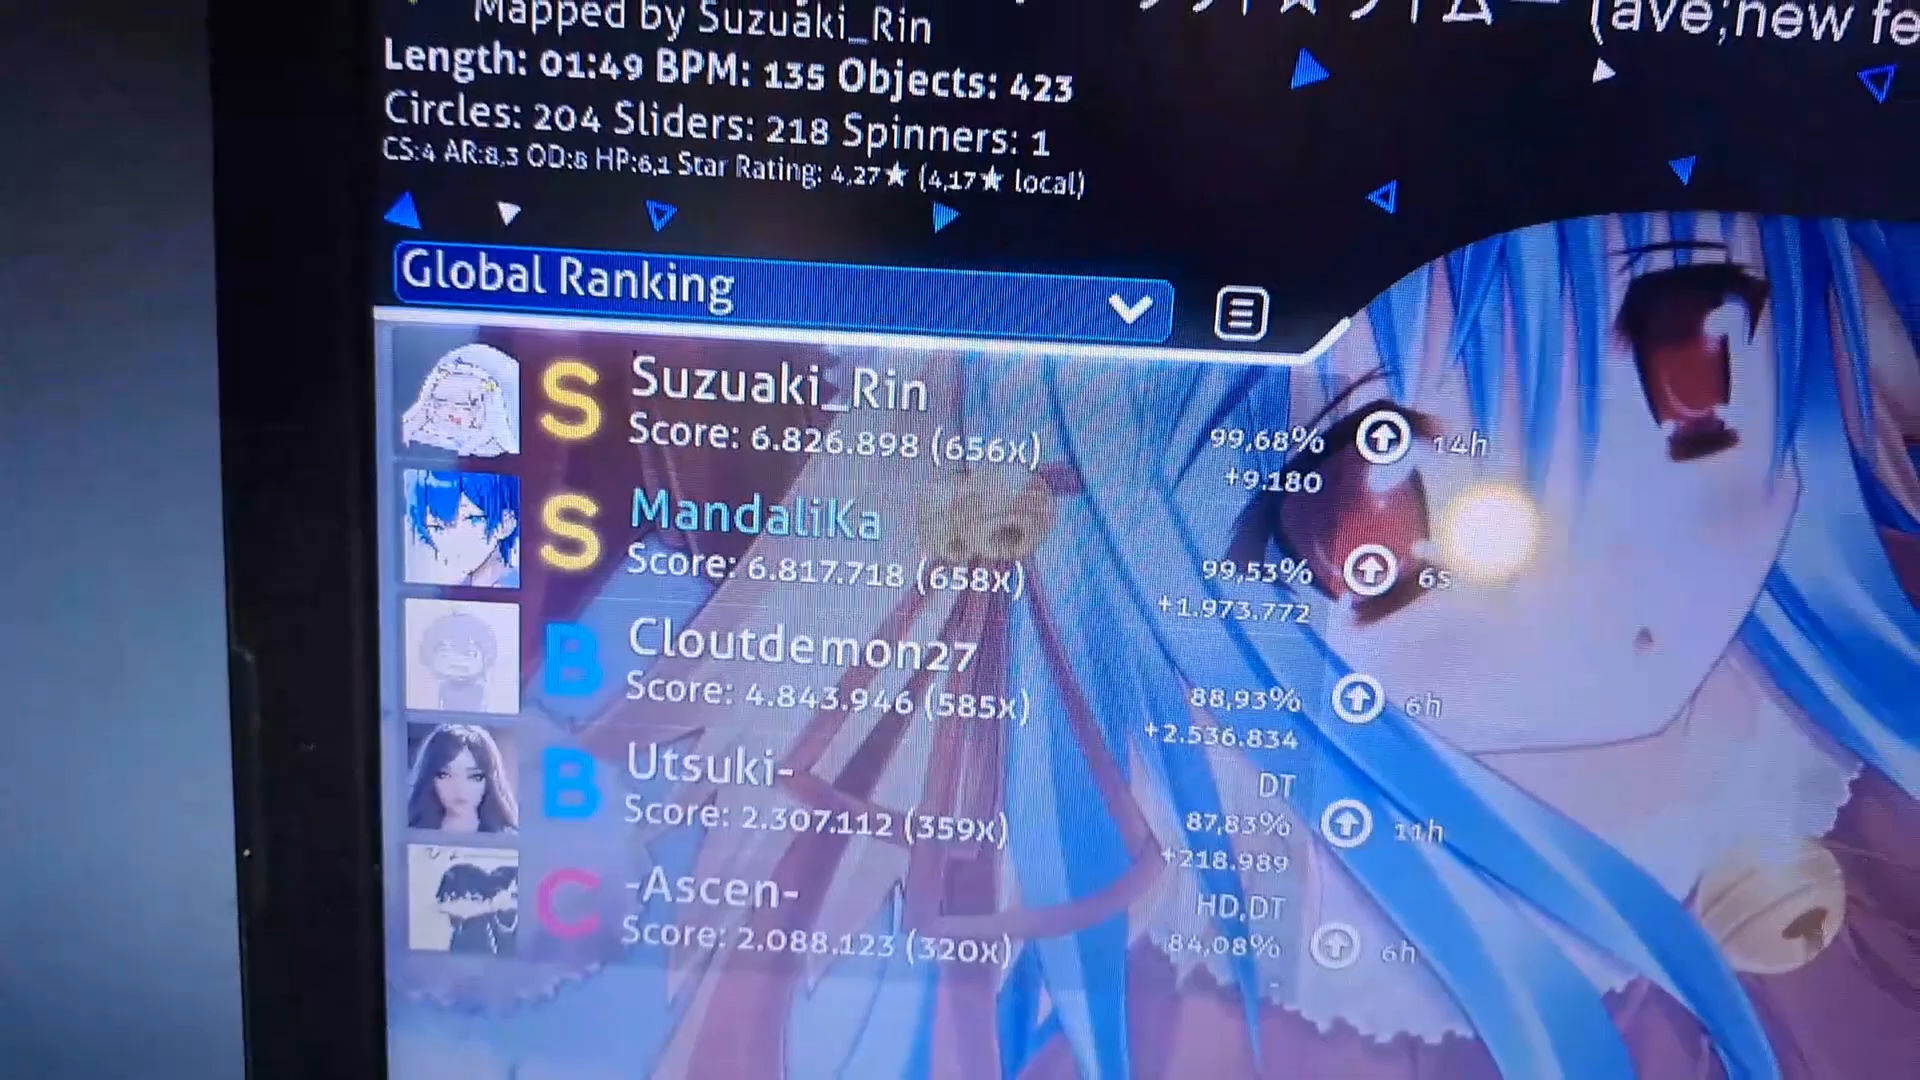 Mapped by Suzuaki_Rin
(ave;new fe
Length: 01:49 BPM: 135 Objects: 423
Circles: 204 Sliders: 218 Spinners: 1
CS:4 AR:8,3 OD:8 HP:6,1 Star Rating: 4,27★ (4,17★ local)
Global Ranking
S Suzuaki_Rin
Score: 6.826.898 (656x) 99,68% 14h
+9.180
S MandaliKa
Score: 6.817.718 (658x) 99,53% 6s
+1.973.772
B Cloutdemon27
Score: 4.843.946 (585x) 88,93% 6h
+2.536.834
B Utsuki- DT
Score: 2.307.112 (359x) 87,83% 11h
+218.989
C -Ascen- HD,DT
Score: 2.088.123 (320x) 84,08% 6h
-